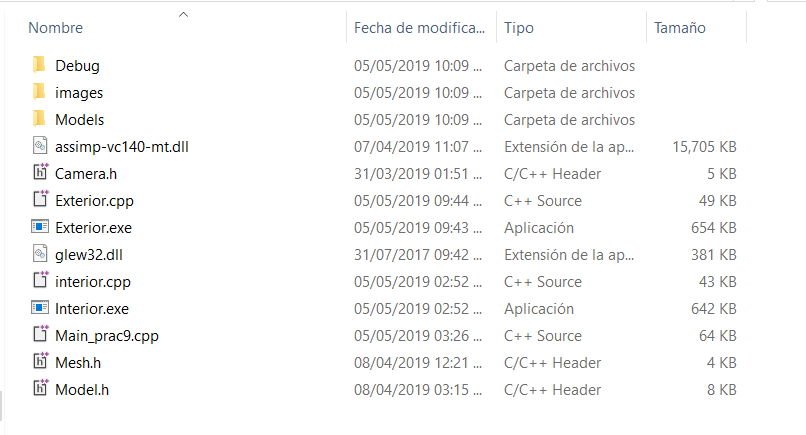 Nombre Fecha de modifica... Tipo Tamaño
Debug 05/05/2019 10:09 ... Carpeta de archivos
images 05/05/2019 10:09 ... Carpeta de archivos
Models 05/05/2019 10:09 ... Carpeta de archivos
assimp-vc140-mt.dll 07/04/2019 11:07 ... Extensión de la ap... 15,705 KB
Camera.h 31/03/2019 01:51 ... C/C++ Header 5 KB
Exterior.cpp 05/05/2019 09:44 ... C++ Source 49 KB
Exterior.exe 05/05/2019 09:43 ... Aplicación 654 KB
glew32.dll 31/07/2017 09:42 ... Extensión de la ap... 381 KB
interior.cpp 05/05/2019 02:52 ... C++ Source 43 KB
Interior.exe 05/05/2019 02:52 ... Aplicación 642 KB
Main_prac9.cpp 05/05/2019 03:26 ... C++ Source 64 KB
Mesh.h 08/04/2019 12:21 ... C/C++ Header 4 KB
Model.h 08/04/2019 03:15 ... C/C++ Header 8 KB